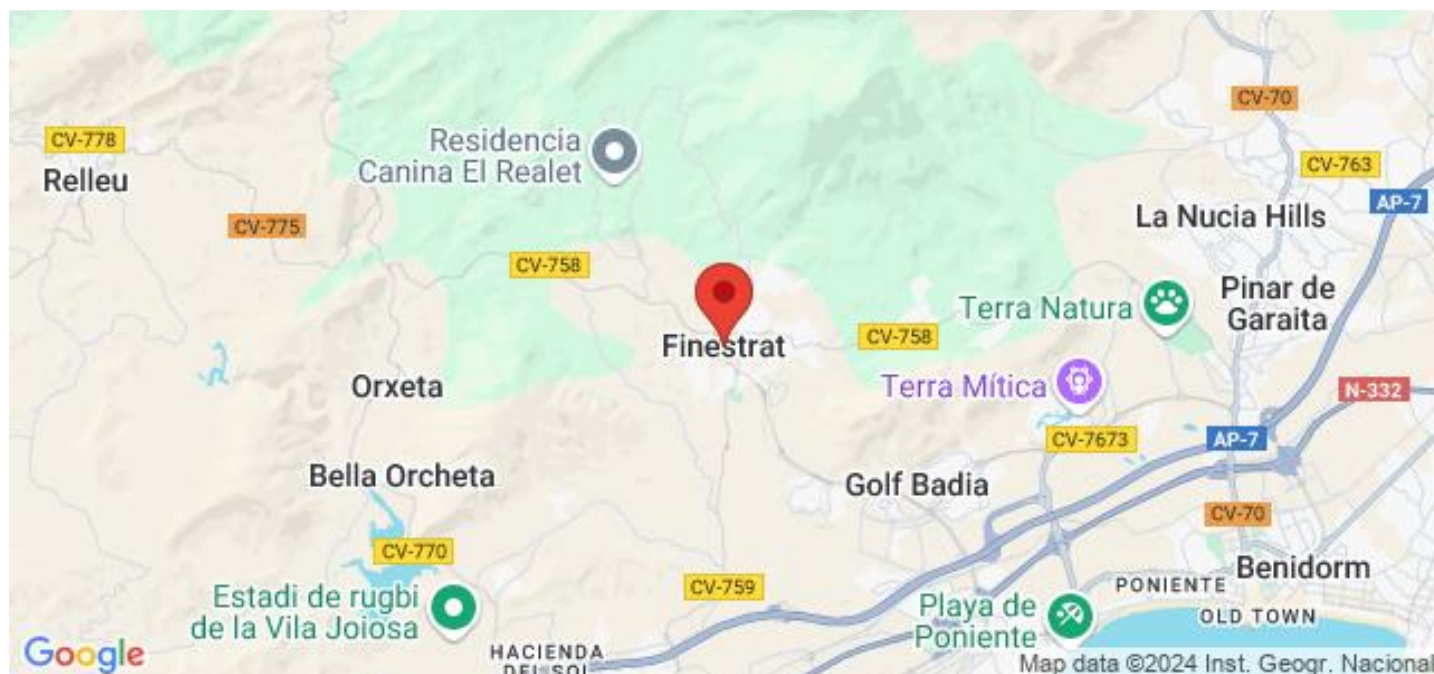 CV-70
CV-778
Residencia
Canina El Realet
CV-763
Relleu
AP-7
La Nucia Hills
CV-775
CV-758
Terra Natura
Pinar de
Garaita
Finestrat
CV-758
Orxeta
Terra Mítica
N-332
CV-7673
AP-7
Bella Orcheta
Golf Badia
CV-70
CV-770
Benidorm
CV-759
PONIENTE
Estadi de rugbi
de la Vila Joiosa
Playa de
Poniente
OLD TOWN
HACIENDA
DEL SOL
Google
Map data ©2024 Inst. Geogr. Nacional